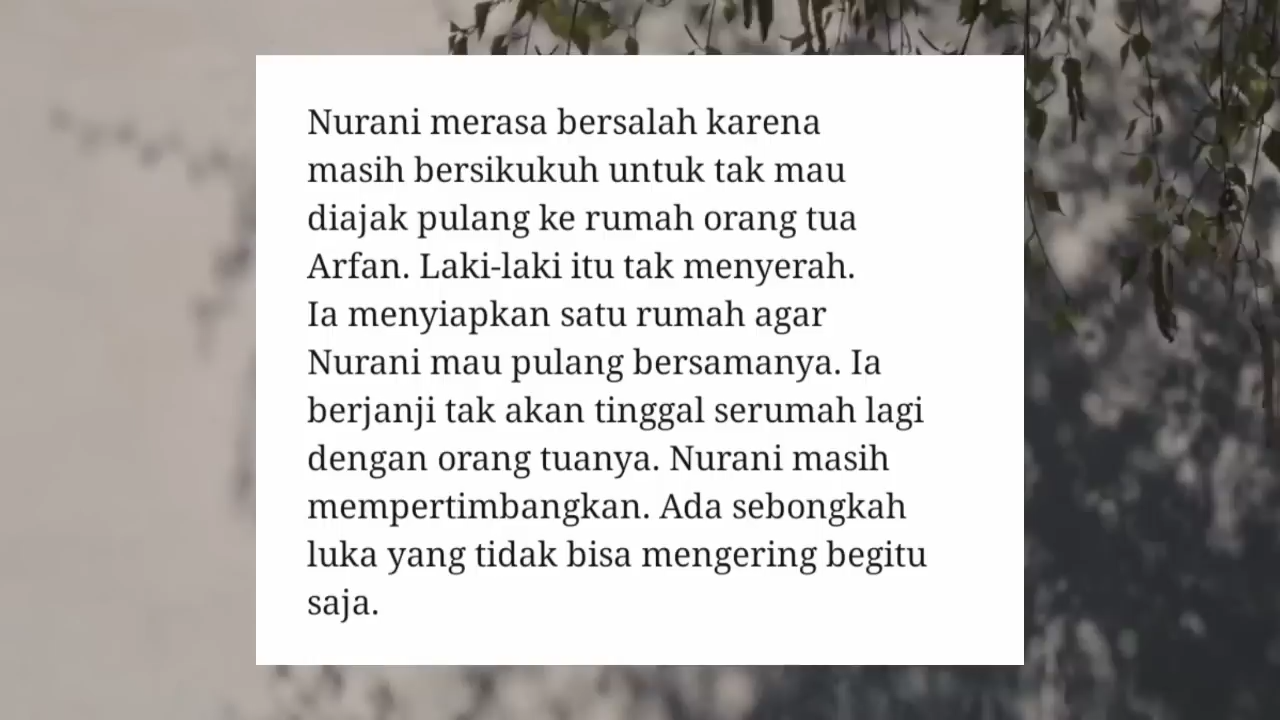 Nurani merasa bersalah karena
masih bersikukuh untuk tak mau
diajak pulang ke rumah orang tua
Arfan. Laki-laki itu tak menyerah.
Ia menyiapkan satu rumah agar
Nurani mau pulang bersamanya. Ia
berjanji tak akan tinggal serumah lagi
dengan orang tuanya. Nurani masih
mempertimbangkan. Ada sebongkah
luka yang tidak bisa mengering begitu
saja.